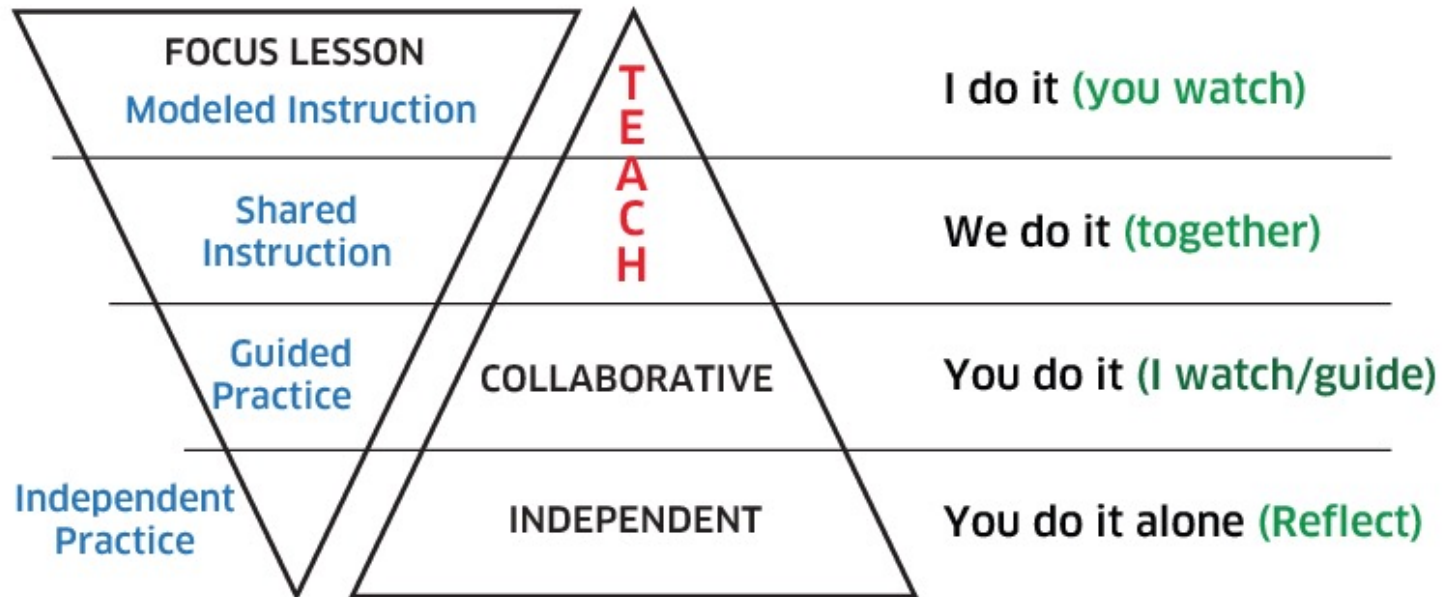 FOCUS LESSON
Modeled Instruction
T
E
A
C
H
I do it (you watch)
Shared
Instruction
We do it (together)
Guided
Practice
COLLABORATIVE
You do it (I watch/guide)
Independent
Practice
INDEPENDENT
You do it alone (Reflect)